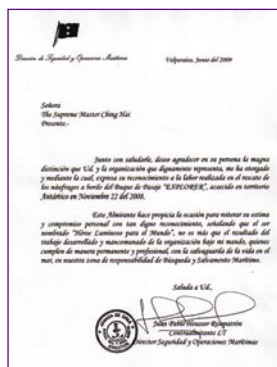 Dirección de Seguridad y Operaciones Marítimas
Valparaíso, Junio del 2009
Señora
The Supreme Master Ching Hai
Presente.-
Junto con saludarle, deseo agradecer en su persona la magna
distinción que Ud. y la organización que dignamente representa, me ha otorgado
y mediante la cual, expresa su reconocimiento a la labor realizada en el rescate de
los náufragos a bordo del Buque de Pasaje "EXPLORER", acaecido en territorio
Antártico en Noviembre 22 del 2008.
Este Almirante hace propicia la ocasión para reiterar su estima
y compromiso personal con tan digno reconocimiento, señalando que el ser
nombrado "Héroe Luminoso para el Mundo", no es más que el resultado del
trabajo desarrollado y mancomunado de la organización bajo mi mando, quienes
cumplen de manera permanente y profesional, con la salvaguardia de la vida en el
mar, en nuestra zona de responsabilidad de Búsqueda y Salvamento Marítimo.
Saluda a Ud.,
Juan Pablo Heusser Risopatrón
Contraalmirante LT
Director Seguridad y Operaciones Marítimas